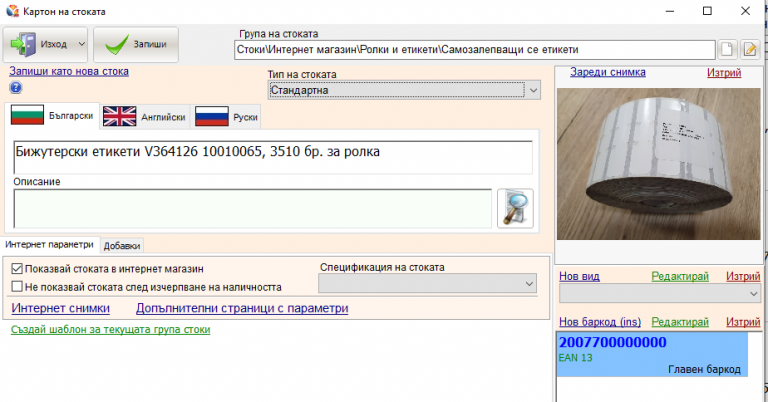 Картон на стоката
Изход
Запиши
Група на стоката
Стоки\Интернет магазин\Ролки и етикети\Самозалепващи се етикети
Запиши като нова стока
Тип на стоката
Стандартна
Зареди снимка
Изтрий
Български
Английски
Руски
Бижутерски етикети V364126 10010065, 3510 бр. за ролка
Описание
Интернет параметри
Добавки
Показвай стоката в интернет магазин
Не показвай стоката след изчерпване на наличността
Спецификация на стоката
Интернет снимки
Допълнителни страници с параметри
Създай шаблон за текущата група стоки
Нов вид
Редактирай
Изтрий
Нов баркод (ins)
Редактирай
Изтрий
2007700000000
EAN 13
Главен баркод